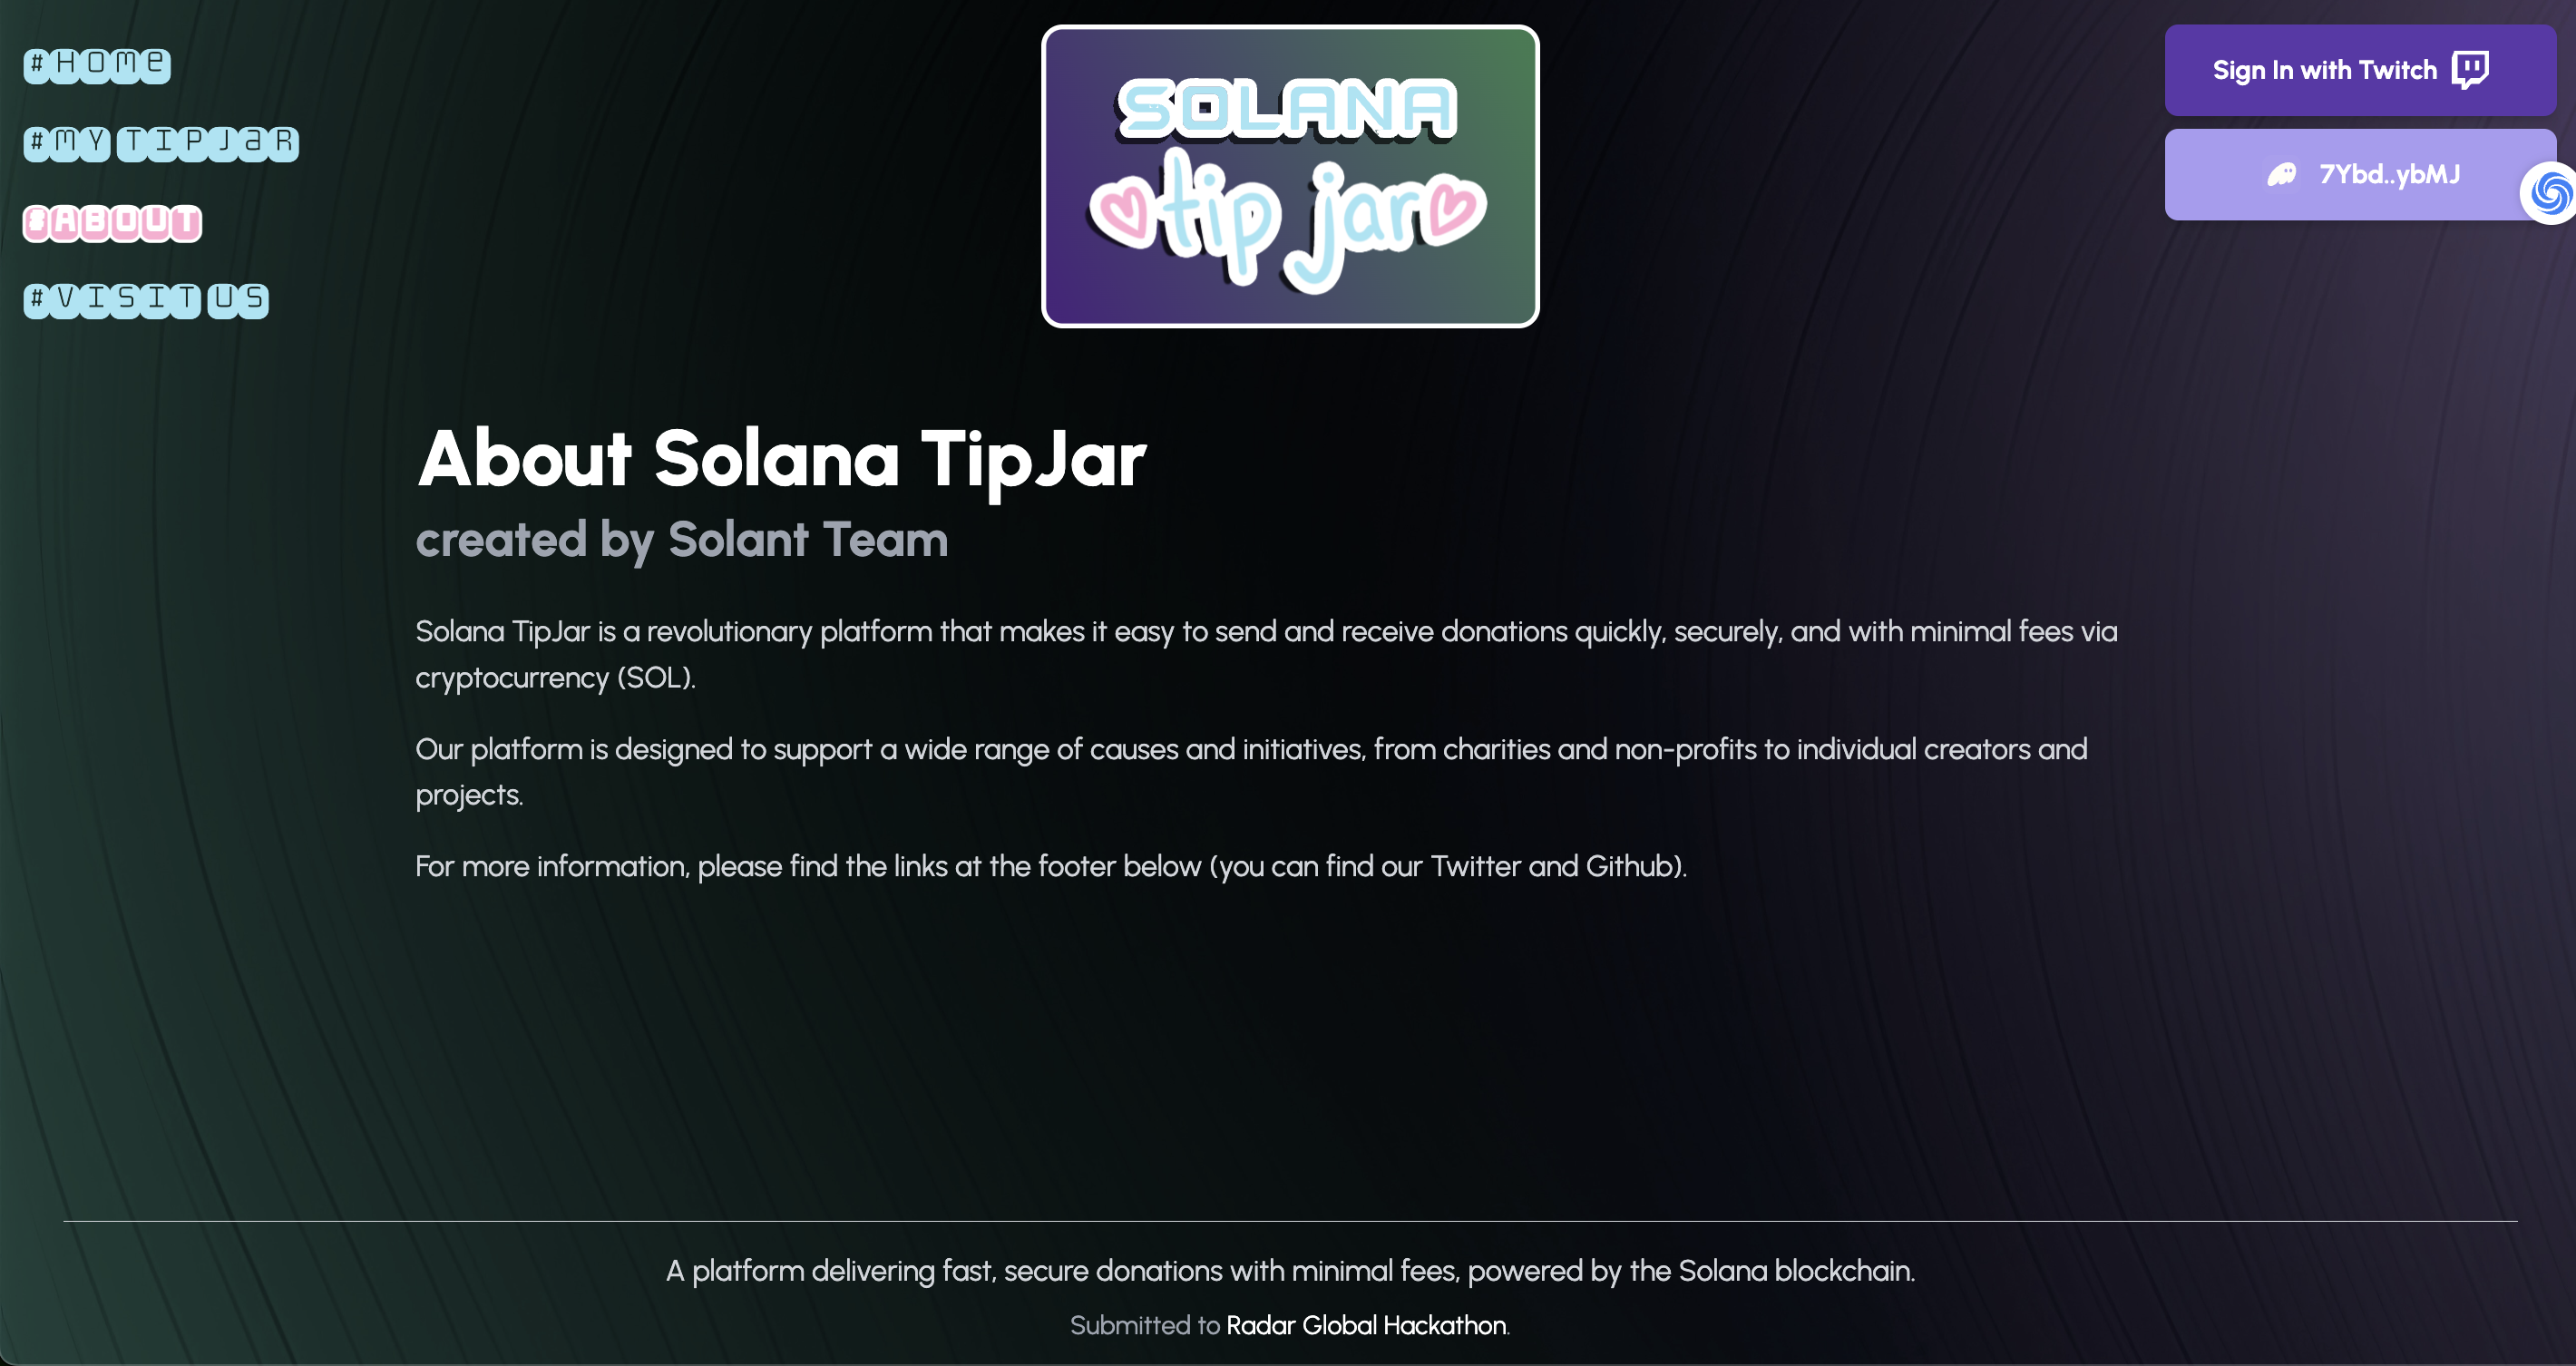 #Home
#My TipJar
#About
#Visit Us
SOLANA
tip jar
Sign In with Twitch
7Ybd..ybMJ
About Solana TipJar
created by Solant Team
Solana TipJar is a revolutionary platform that makes it easy to send and receive donations quickly, securely, and with minimal fees via
cryptocurrency (SOL).
Our platform is designed to support a wide range of causes and initiatives, from charities and non-profits to individual creators and
projects.
For more information, please find the links at the footer below (you can find our Twitter and Github).
A platform delivering fast, secure donations with minimal fees, powered by the Solana blockchain.
Submitted to Radar Global Hackathon.